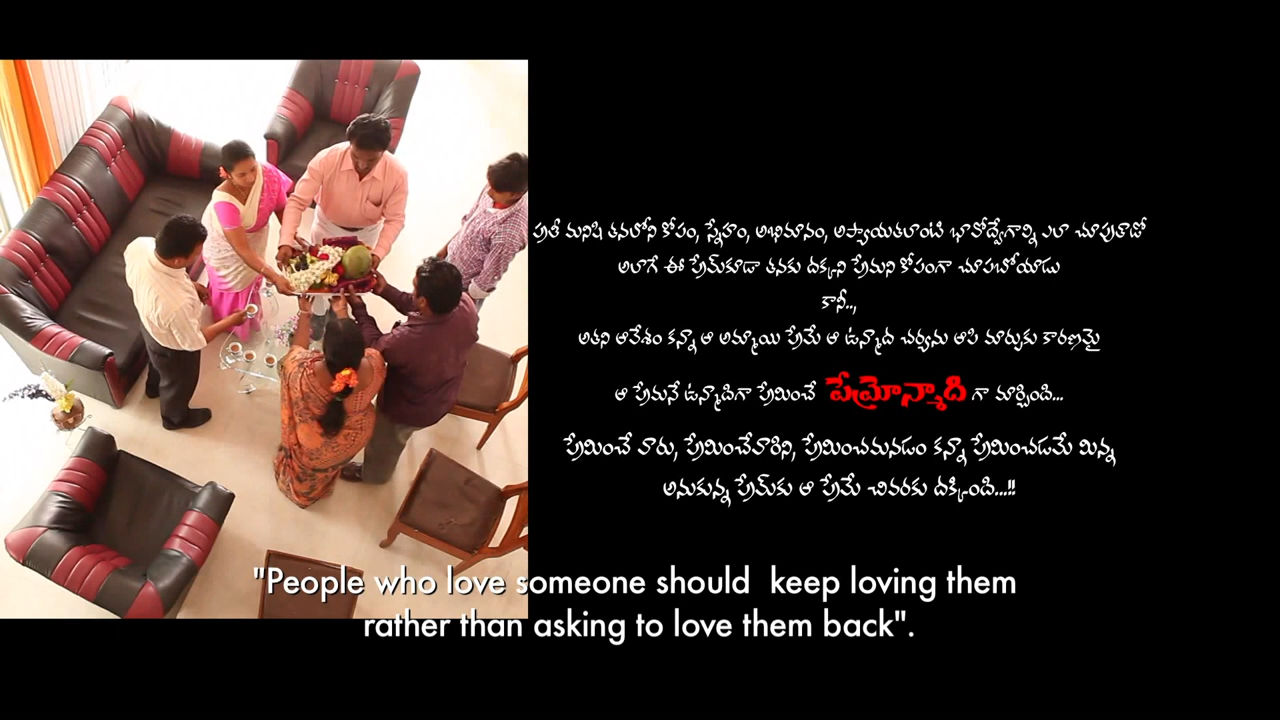 ప్రతీ మనిషి తనలోని కోపం, స్నేహం, అభిమానం, అప్యాయతలాంటి భావోద్వేగాన్ని ఎలా చూపుతాడో
అలాగే ఈ ప్రేమ్‌కూడా తనకు దక్కని ప్రేమని కోపంగా చూపబోయాడు
కానీ..,
అతని ఆవేశం కన్నా ఆ అమ్మాయి ప్రేమే ఆ ఉన్మాద చర్యను ఆపి మార్పుకు కారణమై
ఆ ప్రేమనే ఉన్మాదిగా ప్రేమించే ప్రేమోన్మాది గా మార్చింది...
ప్రేమించే వారు, ప్రేమించేవారిని, ప్రేమించమనడం కన్నా ప్రేమించడమే మిన్న
అనుకున్న ప్రేమ్‌కు ఆ ప్రేమే చివరకు దక్కింది...!!
"People who love someone should keep loving them
rather than asking to love them back".